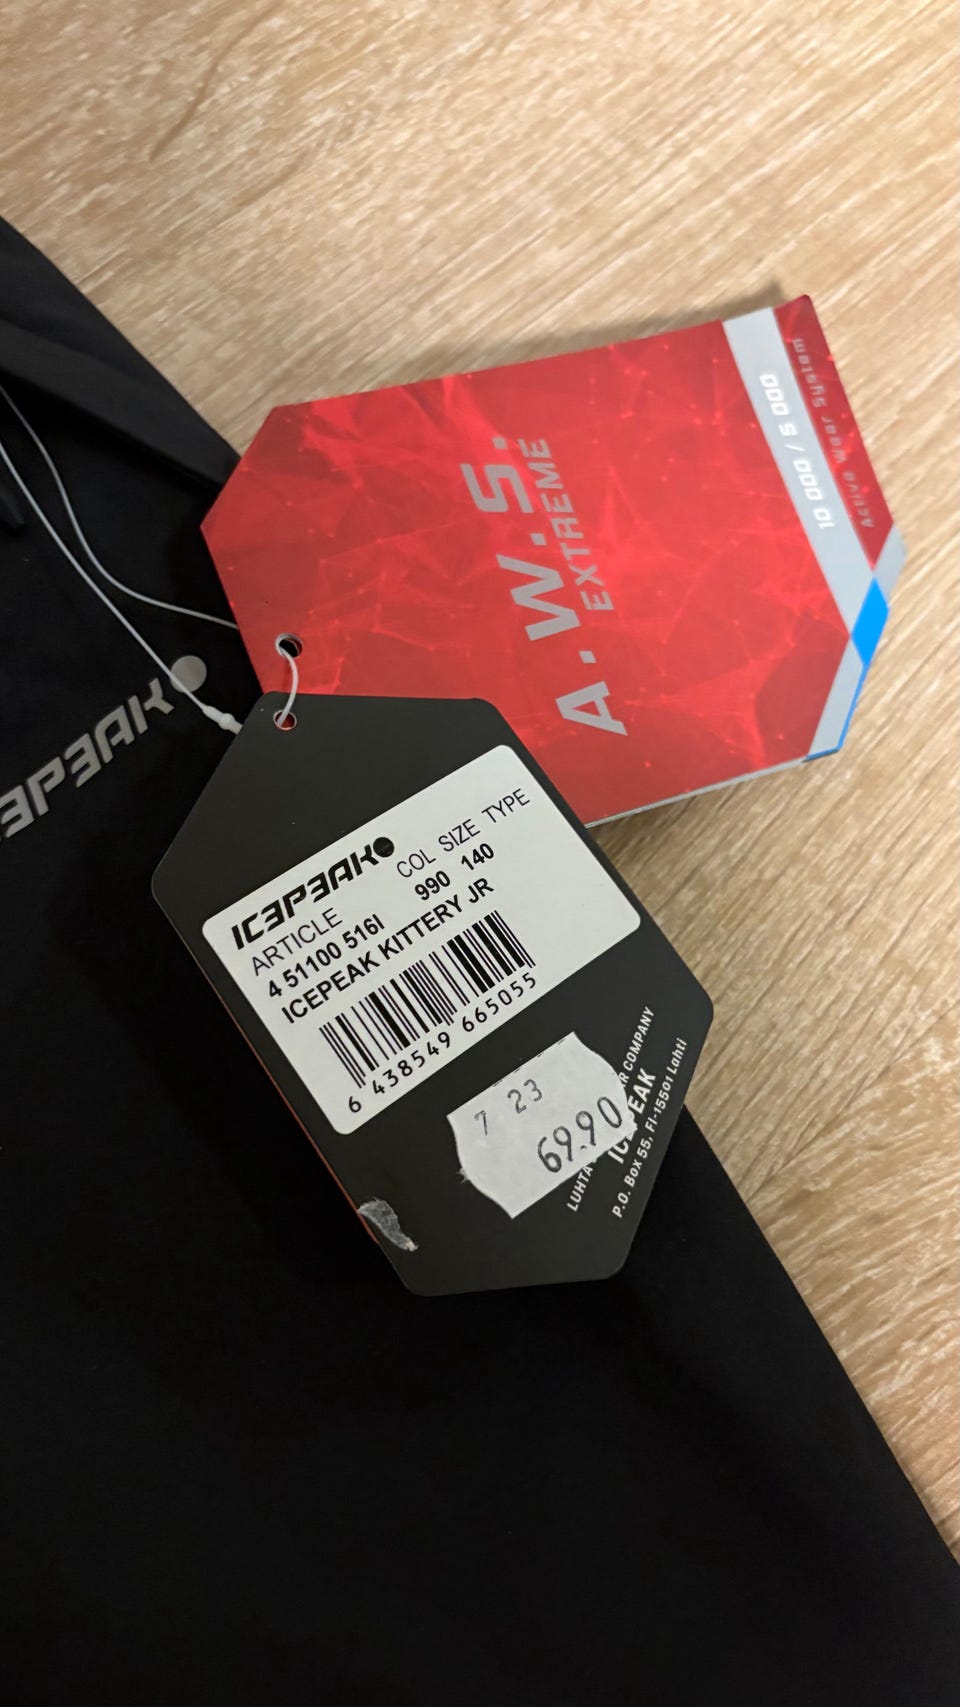 A.W.S.
EXTREME
10 000 / 5 000
Active Wear System
ICEPEAK
ICEPEAK
ARTICLE COL SIZE TYPE
4 51100 516I 990 140
ICEPEAK KITTERY JR
6 438549 665055
7 23
69.90
LUHTA R COMPANY
ICEPEAK
P.O. Box 55, FI-15501 Lahti